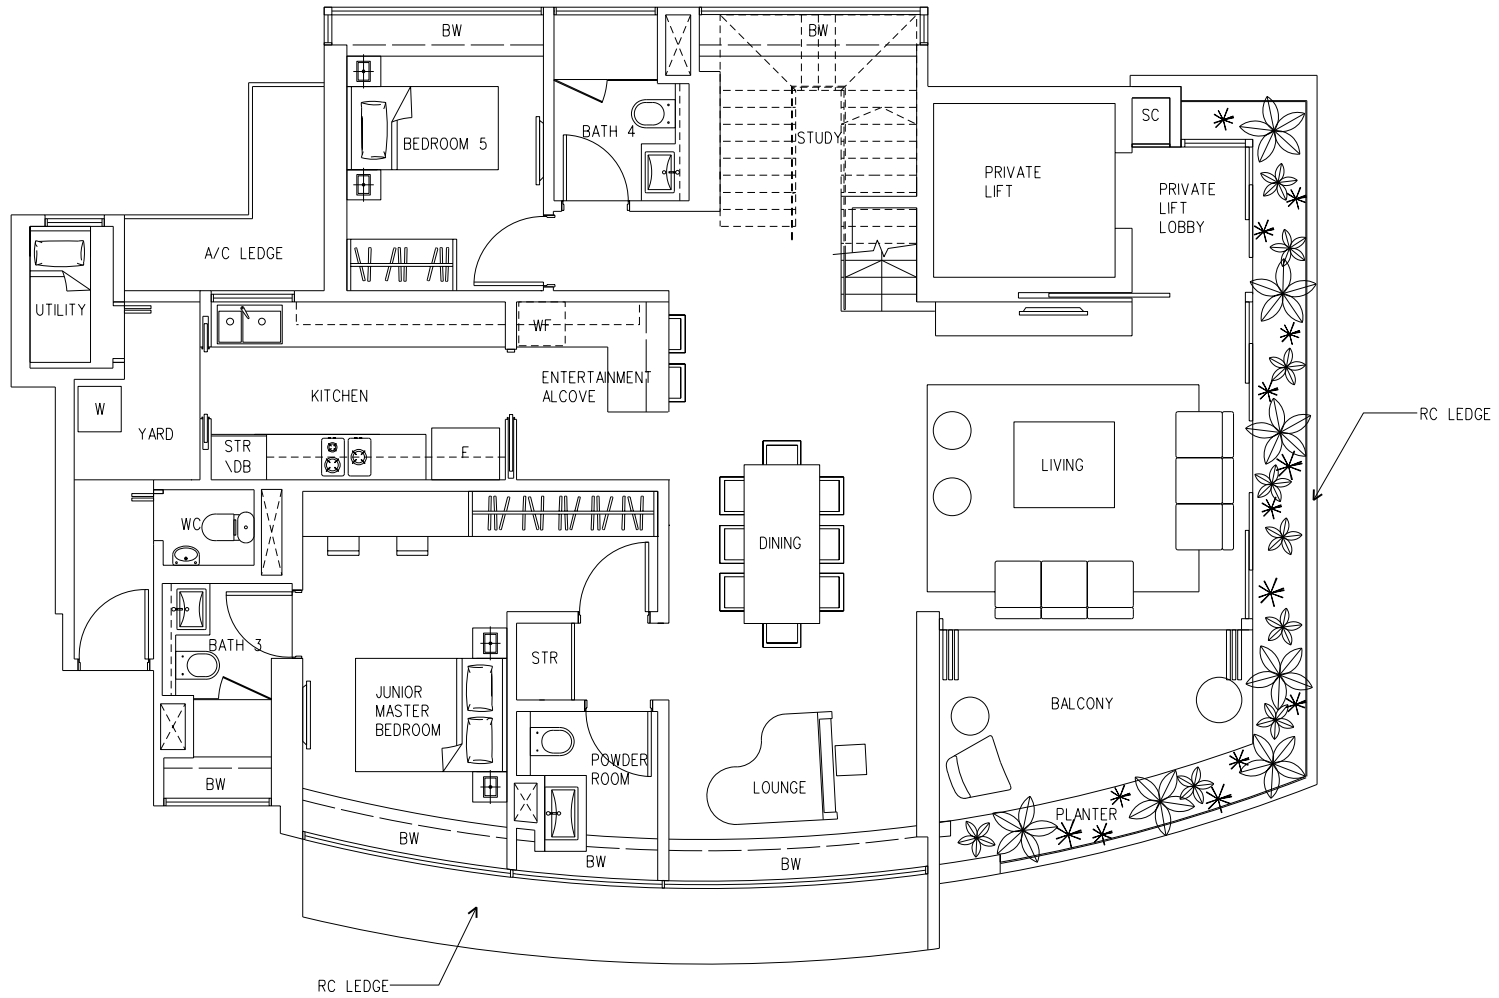 BW
BW
SC
BATH 4
STUDY
BEDROOM 5
PRIVATE
LIFT
PRIVATE
LIFT
LOBBY
A/C LEDGE
UTILITY
WF
ENTERTAINMENT
ALCOVE
KITCHEN
W
YARD
RC LEDGE
STR
\DB
F
LIVING
WC
DINING
BATH 3
STR
JUNIOR
MASTER
BEDROOM
BALCONY
POWDER
ROOM
BW
LOUNGE
PLANTER
BW
BW
BW
RC LEDGE